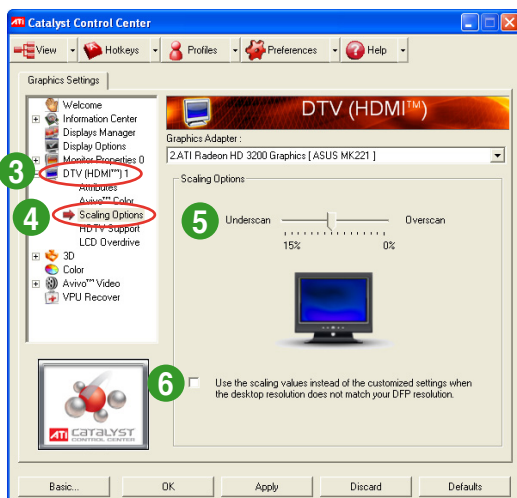 ATI Catalyst Control Center
View Hotkeys Profiles Preferences Help
Graphics Settings
Welcome
Information Center
Displays Manager
Display Options
Monitor Properties 0
3 DTV (HDMI™) 1
Attributes
Avivo™ Color
4 Scaling Options
HDTV Support
LCD Overdrive
3D
Color
Avivo™ Video
VPU Recover
ATI CATALYST
CONTROL CENTER
DTV (HDMI™)
Graphics Adapter :
2.ATI Radeon HD 3200 Graphics [ ASUS MK221 ]
Scaling Options
5 Underscan Overscan
15% 0%
6 Use the scaling values instead of the customized settings when
the desktop resolution does not match your DFP resolution.
Basic... OK Apply Discard Defaults